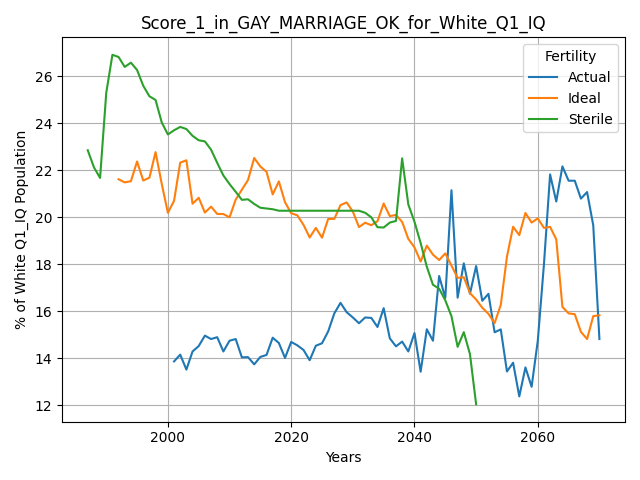 Score_1_in_GAY_MARRIAGE_OK_for_White_Q1_IQ
Fertility
Actual
Ideal
Sterile
% of White Q1_IQ Population
26
24
22
20
18
16
14
12
2000
2020
2040
2060
Years